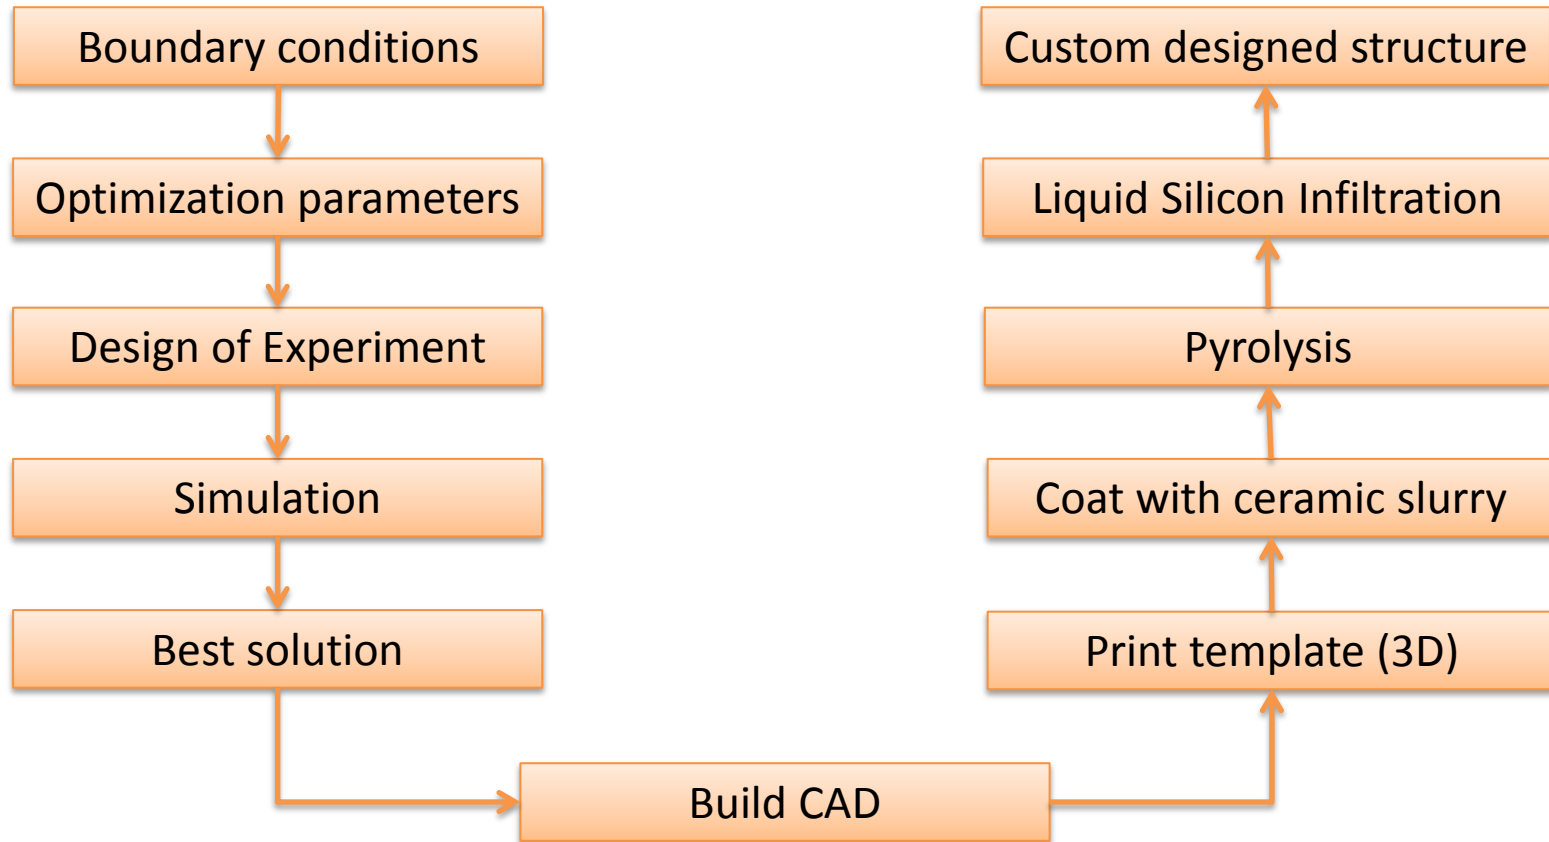 Boundary conditions
Optimization parameters
Design of Experiment
Simulation
Best solution
Build CAD
Print template (3D)
Coat with ceramic slurry
Pyrolysis
Liquid Silicon Infiltration
Custom designed structure